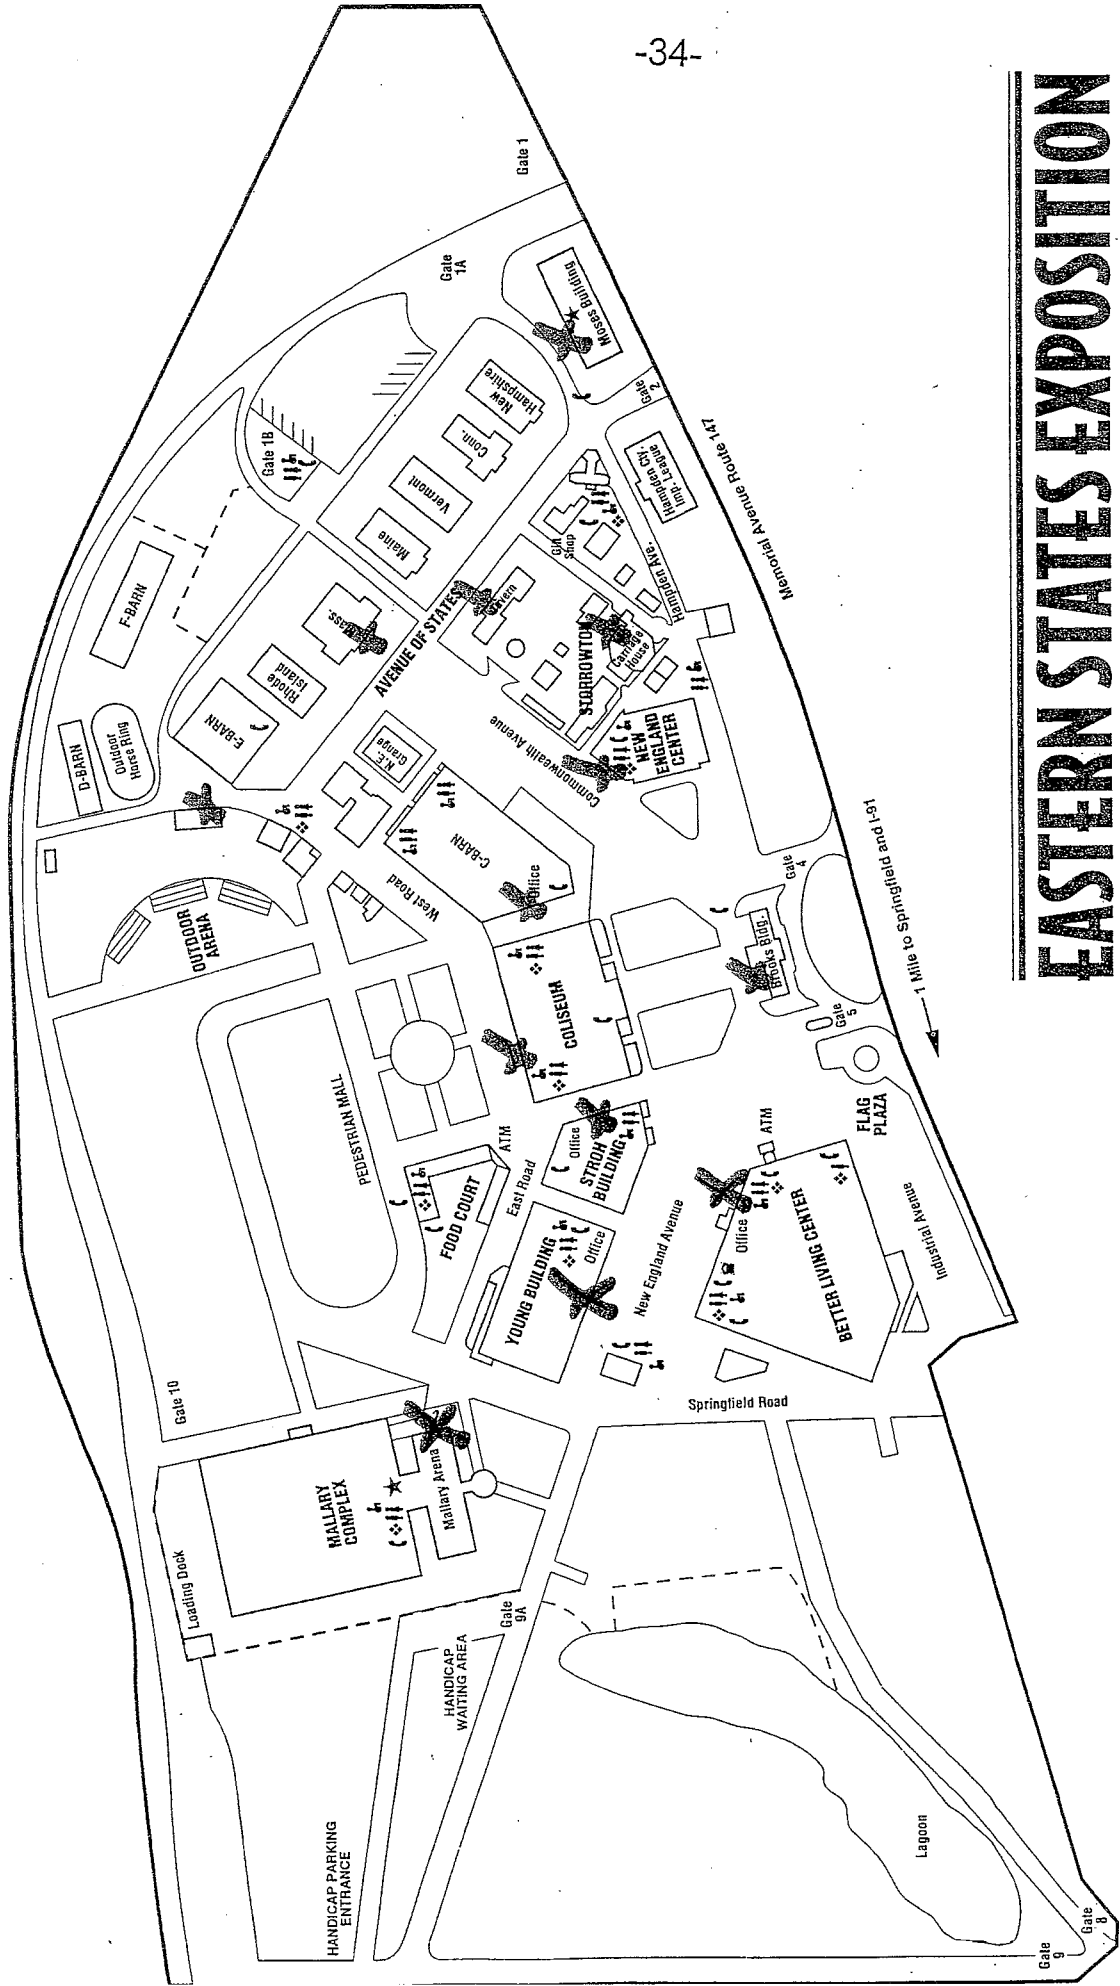 -34-
EASTERN STATES EXPOSITION
Gate 1
Gate
1A
Moses Building
Gate
2
Gate 1B
New
Hampshire
Conn.
Vermont
Maine
Hampden Cty.
Imp. League
Memorial Avenue Route 147
Gift
Shop
Hampden Ave.
F-BARN
Mass.
AVENUE OF STATES
Rhode
Island
E-BARN
D-BARN
Outdoor
Horse Ring
Carriage
House
Commonwealth Avenue
NEW
ENGLAND
CENTER
N.E.
Grange
C-BARN
Office
West Road
OUTDOOR
ARENA
Gate
4
1 Mile to Springfield and I-91
Brooks Bldg.
Gate
5
COLISEUM
PEDESTRIAN MALL
FLAG
PLAZA
ATM
ATM
Office
STROH
BUILDING
East Road
FOOD COURT
YOUNG BUILDING
Office
New England Avenue
Office
BETTER LIVING CENTER
Industrial Avenue
Gate 10
Springfield Road
MALLARY
COMPLEX
Mallary Arena
Loading Dock
Gate
9A
HANDICAP
WAITING AREA
HANDICAP PARKING
ENTRANCE
Lagoon
Gate
9
Gate
8